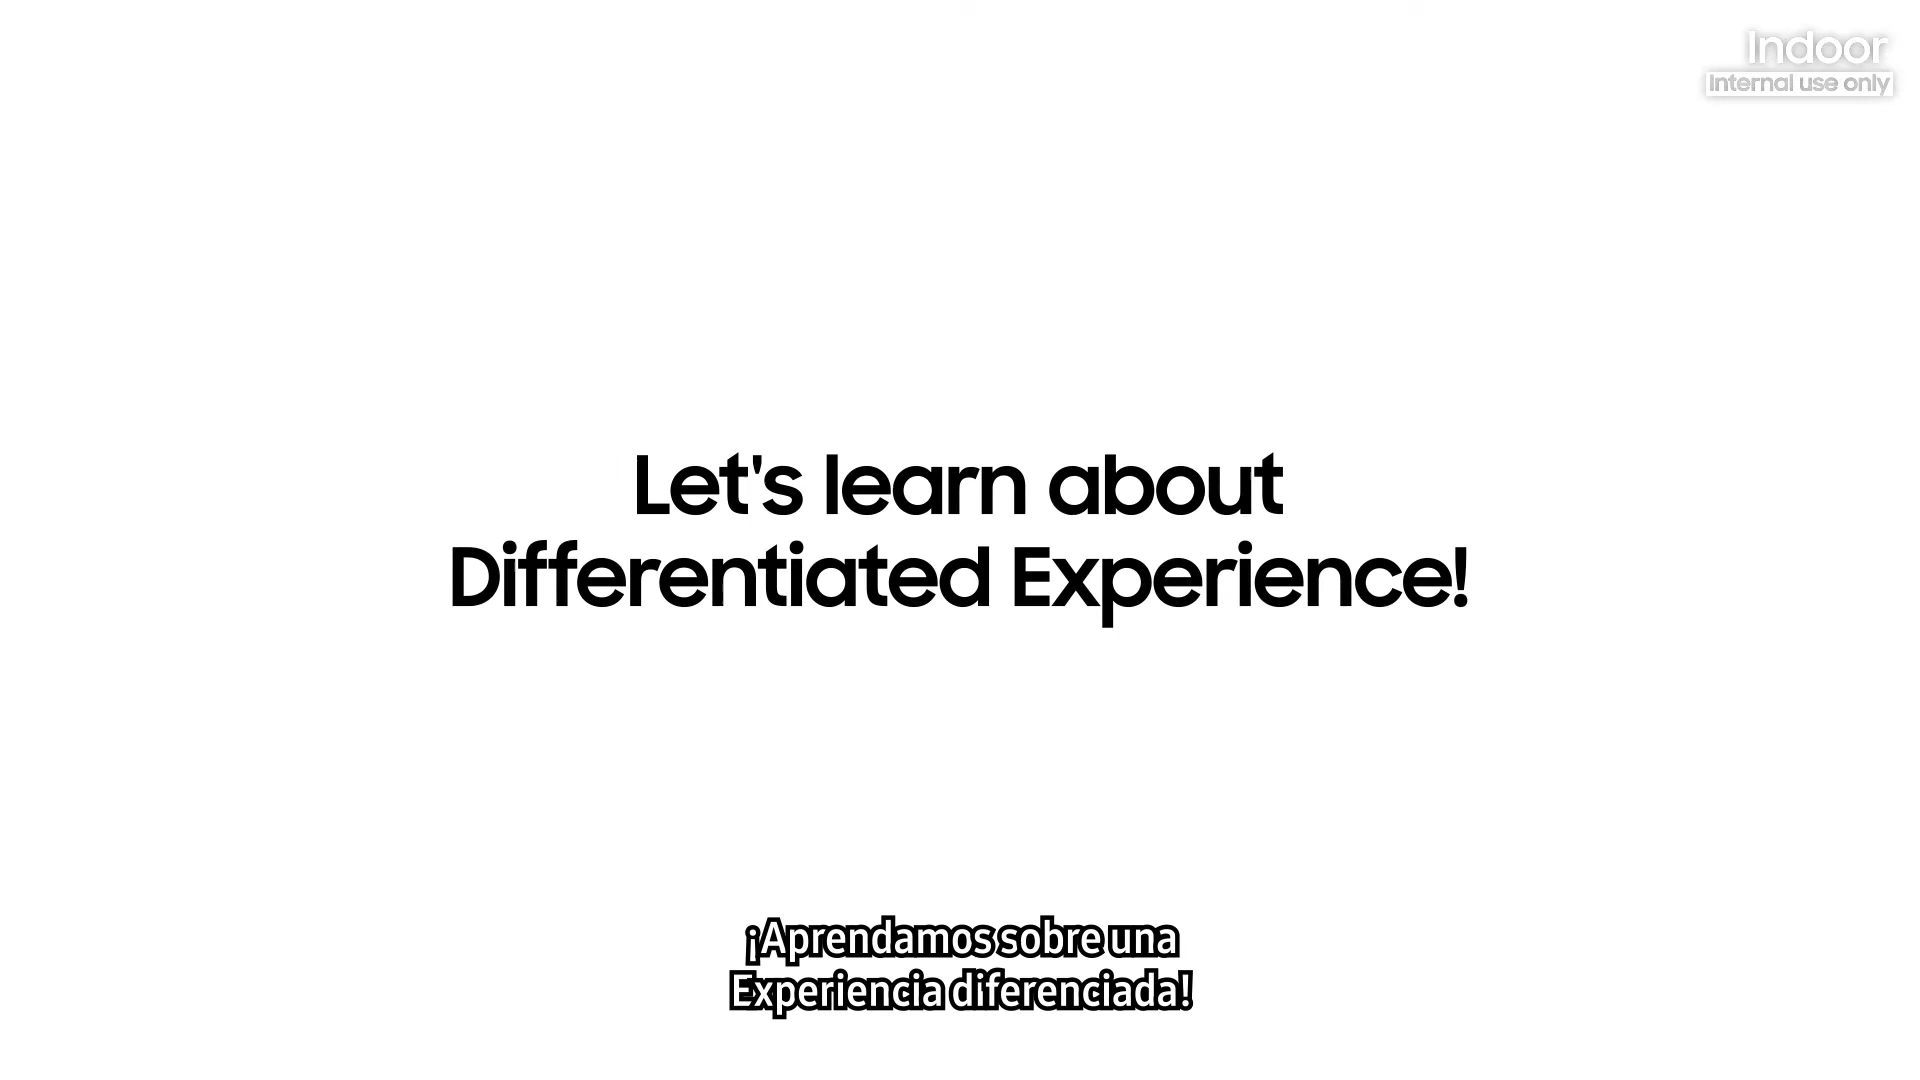 Indoor
Internal use only
Let's learn about
Differentiated Experience!
¡Aprendamos sobre una
Experiencia diferenciada!